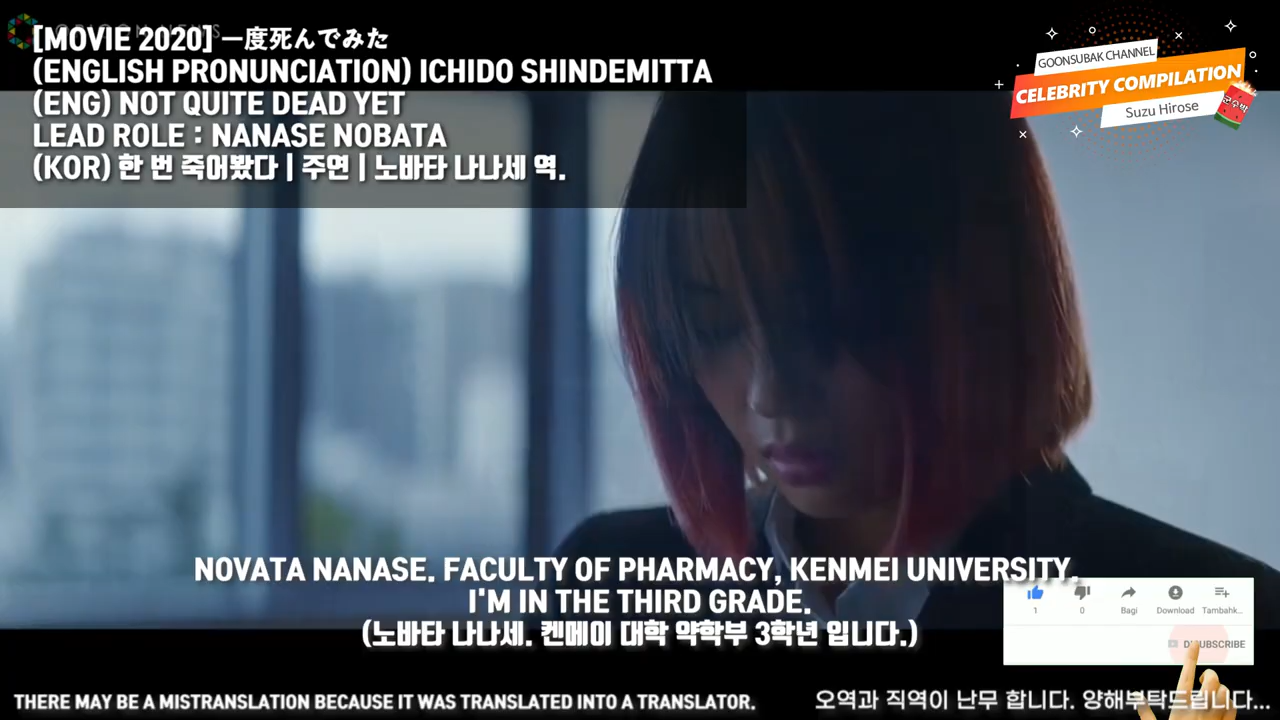 [MOVIE 2020] 一度死んでみた
(ENGLISH PRONUNCIATION) ICHIDO SHINDEMITTA
(ENG) NOT QUITE DEAD YET
LEAD ROLE : NANASE NOBATA
(KOR) 한 번 죽어봤다 | 주연 | 노바타 나나세 역.
GOONSUBAK CHANNEL
CELEBRITY COMPILATION
Suzu Hirose
군수박
NOVATA NANASE. FACULTY OF PHARMACY, KENMEI UNIVERSITY.
I'M IN THE THIRD GRADE.
(노바타 나나세. 켄메이 대학 약학부 3학년 입니다.)
1 0 Bagi Download Tambahk...
THERE MAY BE A MISTRANSLATION BECAUSE IT WAS TRANSLATED INTO A TRANSLATOR.
오역과 직역이 난무 합니다. 양해부탁드립니다...